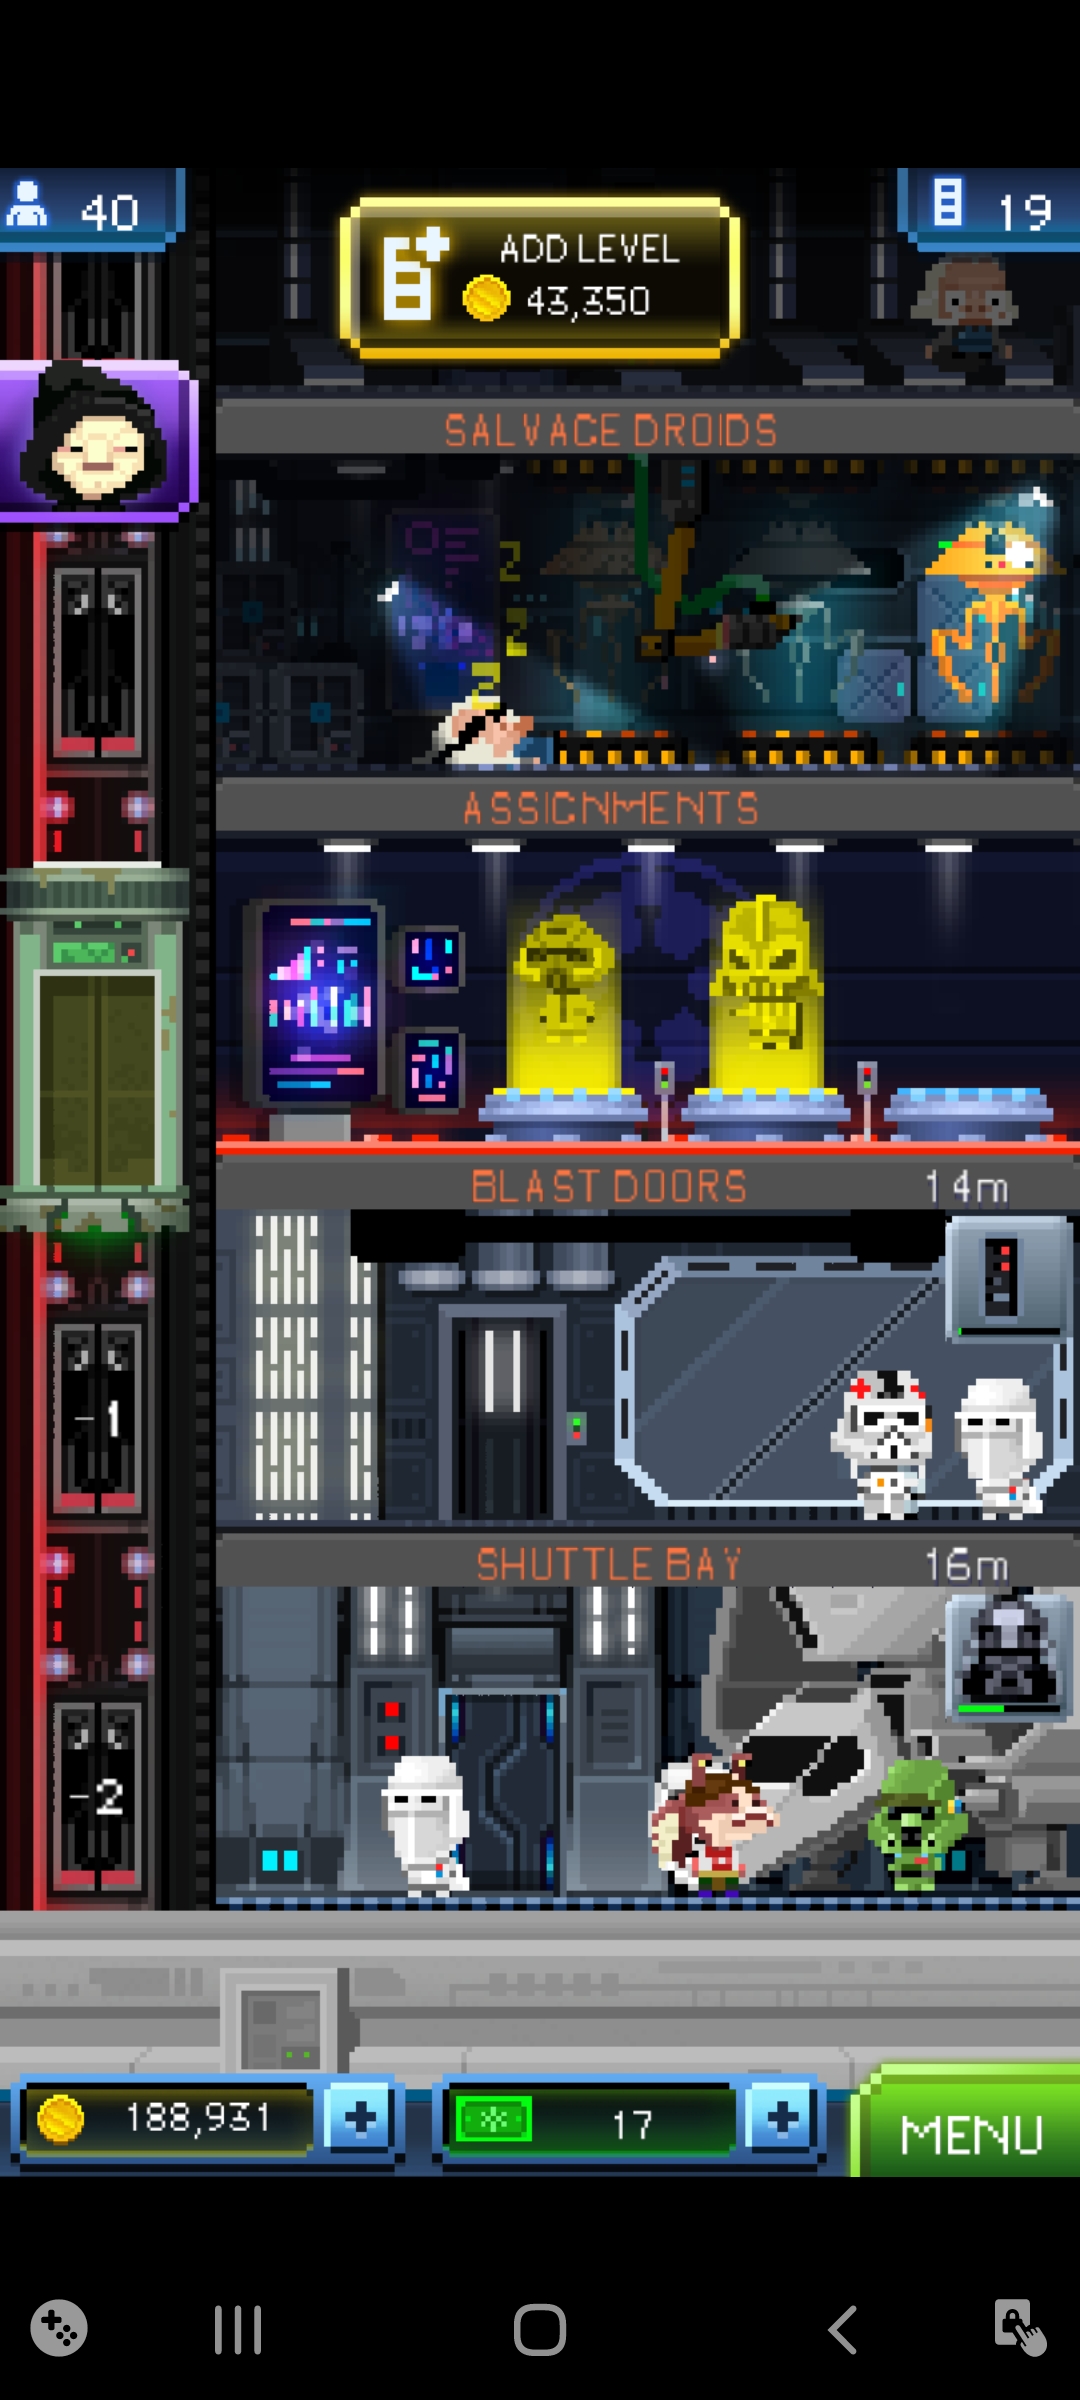 40
ADD LEVEL
43,350
19
SALVAGE DROIDS
ASSIGNMENTS
BLAST DOORS 14m
-1
SHUTTLE BAY 16m
-2
188,931
17
MENU